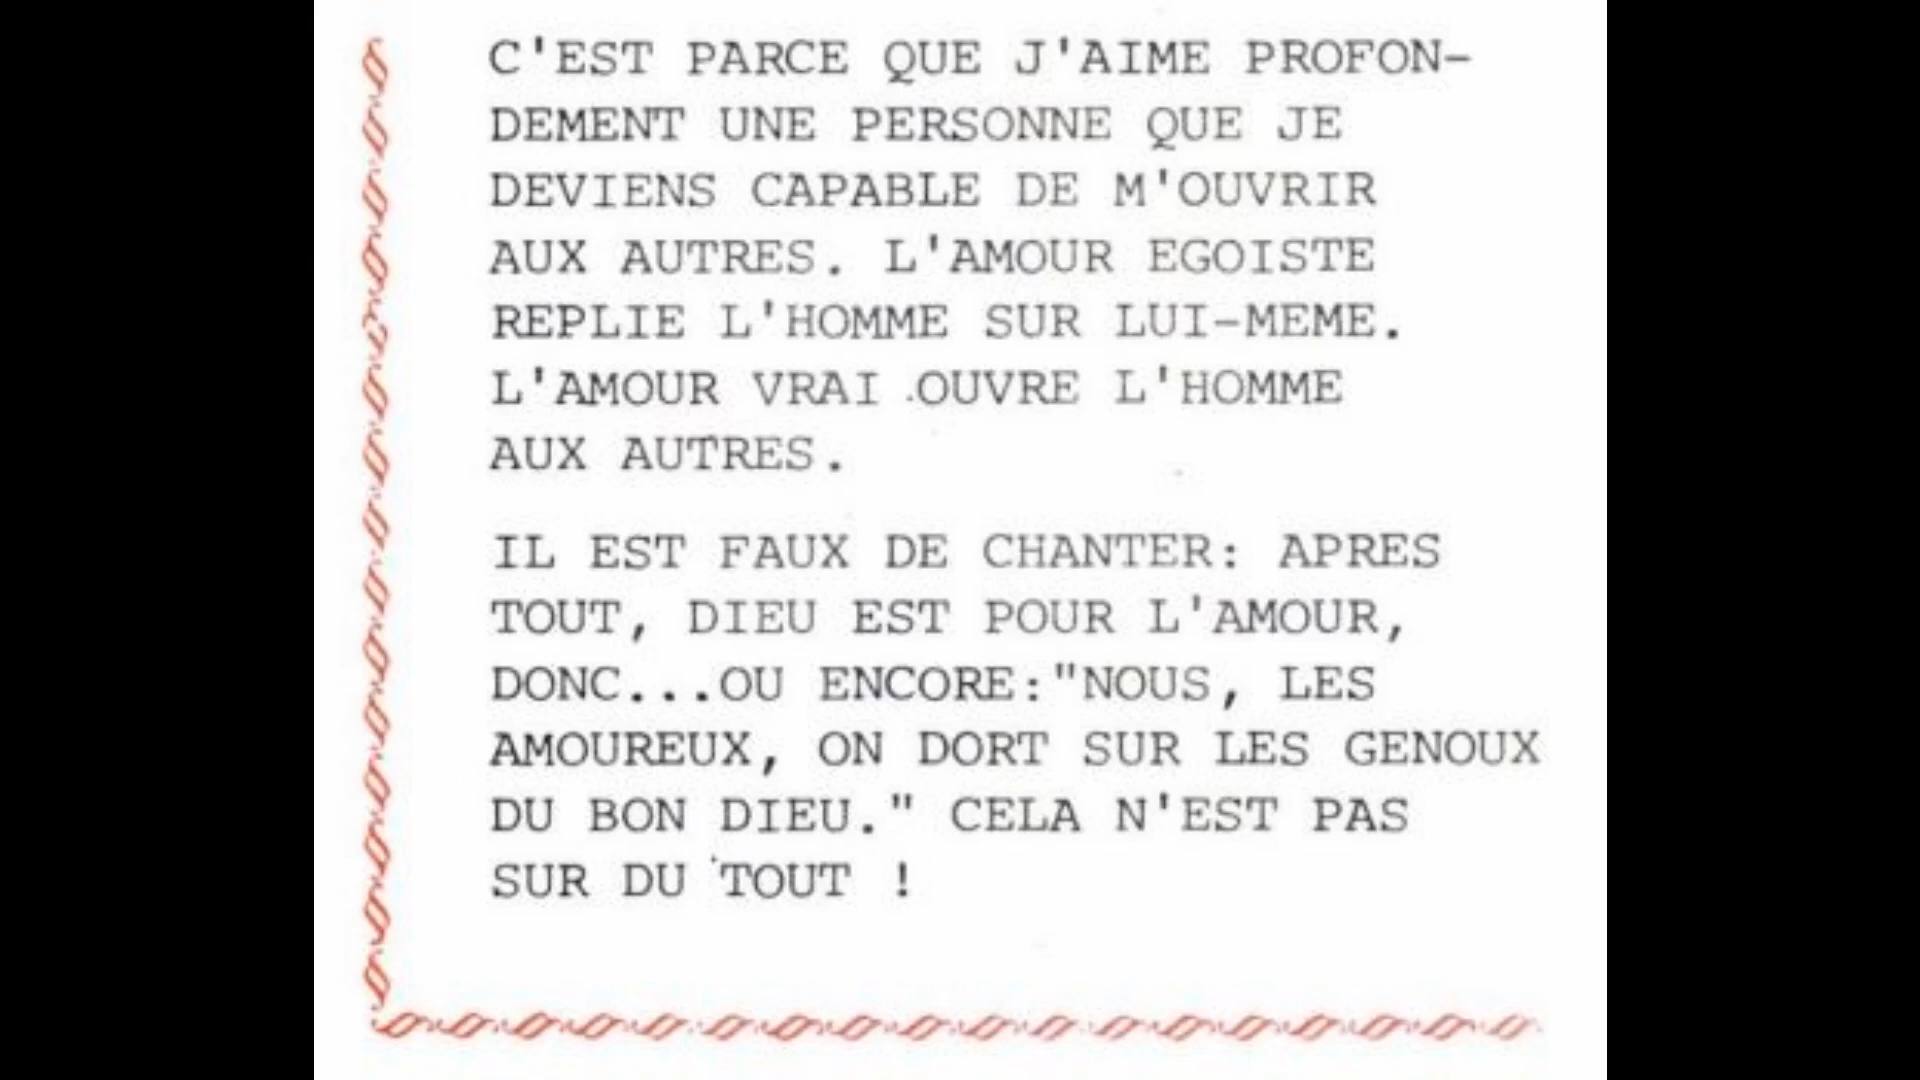 C'EST PARCE QUE J'AIME PROFON-
DEMENT UNE PERSONNE QUE JE
DEVIENS CAPABLE DE M'OUVRIR
AUX AUTRES. L'AMOUR EGOISTE
REPLIE L'HOMME SUR LUI-MEME.
L'AMOUR VRAI OUVRE L'HOMME
AUX AUTRES.
IL EST FAUX DE CHANTER: APRES
TOUT, DIEU EST POUR L'AMOUR,
DONC...OU ENCORE:"NOUS, LES
AMOUREUX, ON DORT SUR LES GENOUX
DU BON DIEU." CELA N'EST PAS
SUR DU TOUT !